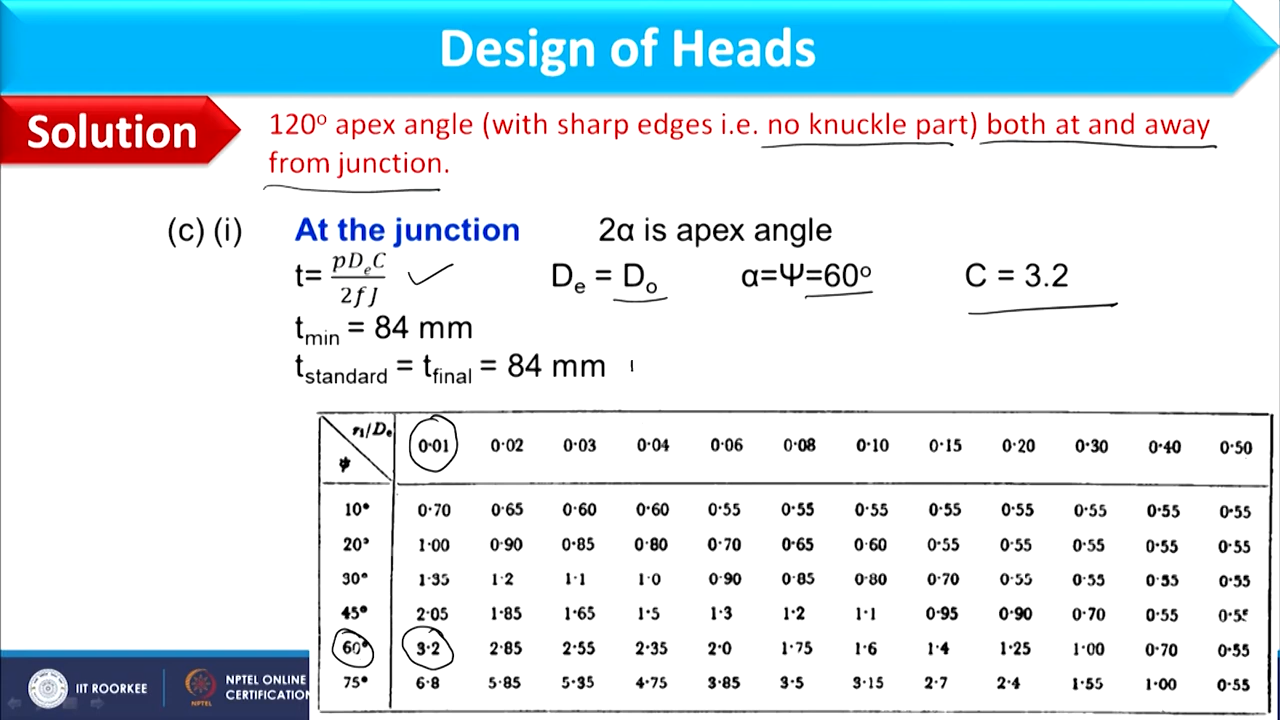 Design of Heads
Solution
120° apex angle (with sharp edges i.e. no knuckle part) both at and away
from junction.
(c) (i) At the junction 2α is apex angle
t= pDₑC / 2fJ Dₑ = Dₒ α=Ψ=60° C = 3.2
tmin = 84 mm
tstandard = tfinal = 84 mm
r₁/Dₑ ψ 0·01 0·02 0·03 0·04 0·06 0·08 0·10 0·15 0·20 0·30 0·40 0·50
10° 0·70 0·65 0·60 0·60 0·55 0·55 0·55 0·55 0·55 0·55 0·55 0·55
20° 1·00 0·90 0·85 0·80 0·70 0·65 0·60 0·55 0·55 0·55 0·55 0·55
30° 1·35 1·2 1·1 1·0 0·90 0·85 0·80 0·70 0·55 0·55 0·55 0·55
45° 2·05 1·85 1·65 1·5 1·3 1·2 1·1 0·95 0·90 0·70 0·55 0·55
60° 3·2 2·85 2·55 2·35 2·0 1·75 1·6 1·4 1·25 1·00 0·70 0·55
75° 6·8 5·85 5·35 4·75 3·85 3·5 3·15 2·7 2·4 1·55 1·00 0·55
IIT ROORKEE
NPTEL ONLINE
CERTIFICATION